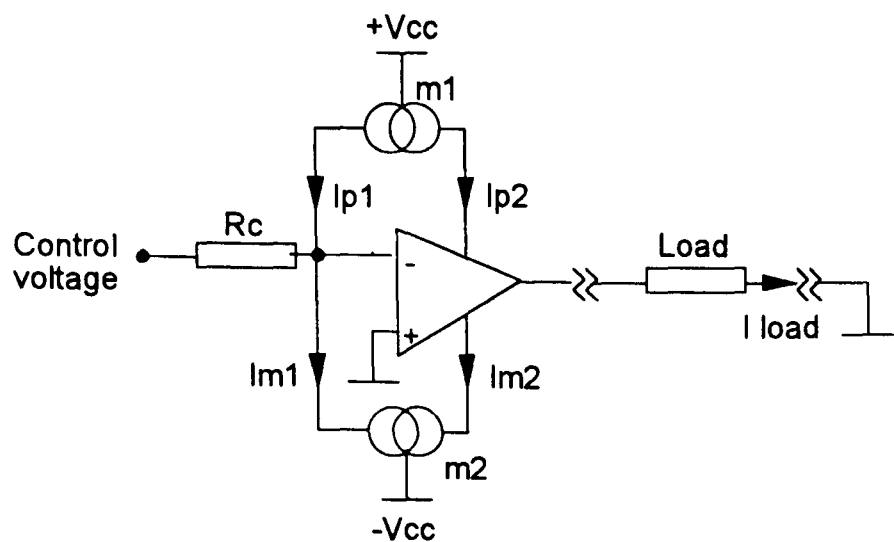 +Vcc
m1
Ip1
Ip2
Rc
Control
voltage
-
+
Load
I load
Im1
Im2
m2
-Vcc